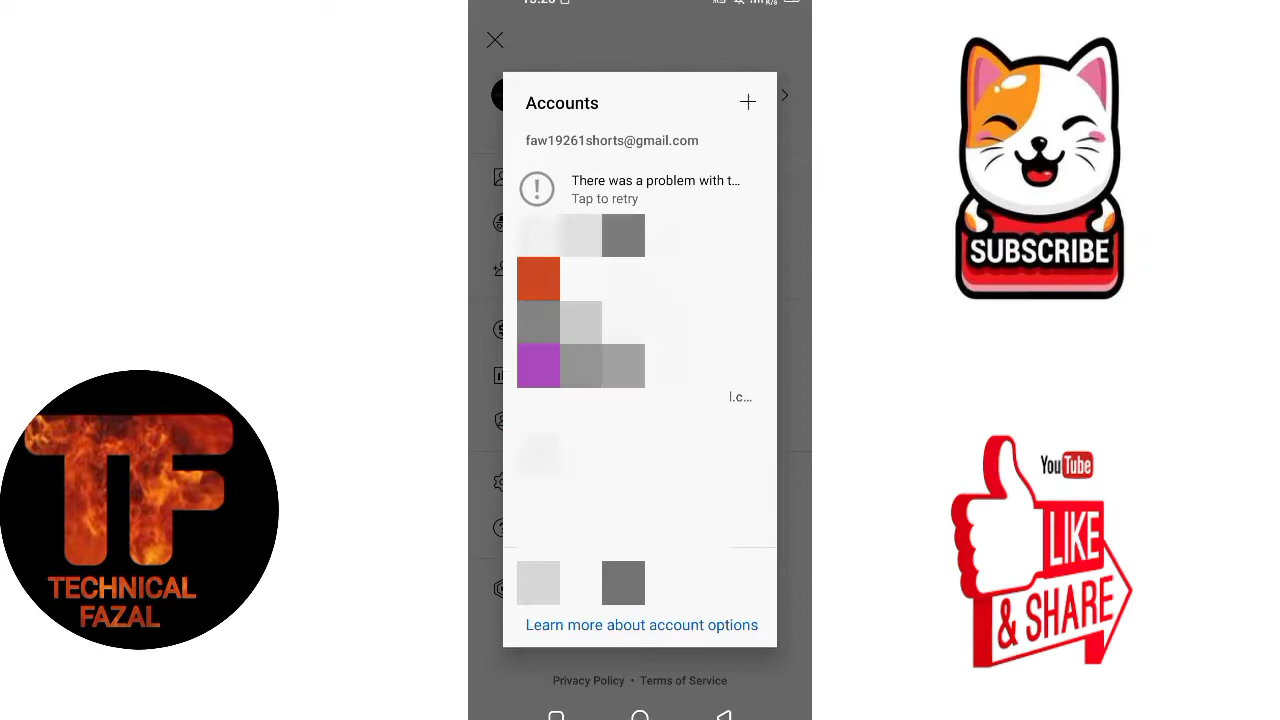 Accounts
faw19261shorts@gmail.com
There was a problem with t...
Tap to retry
l.c...
Learn more about account options
Privacy Policy • Terms of Service
TECHNICAL
FAZAL
SUBSCRIBE
YouTube
LIKE
& SHARE
TF